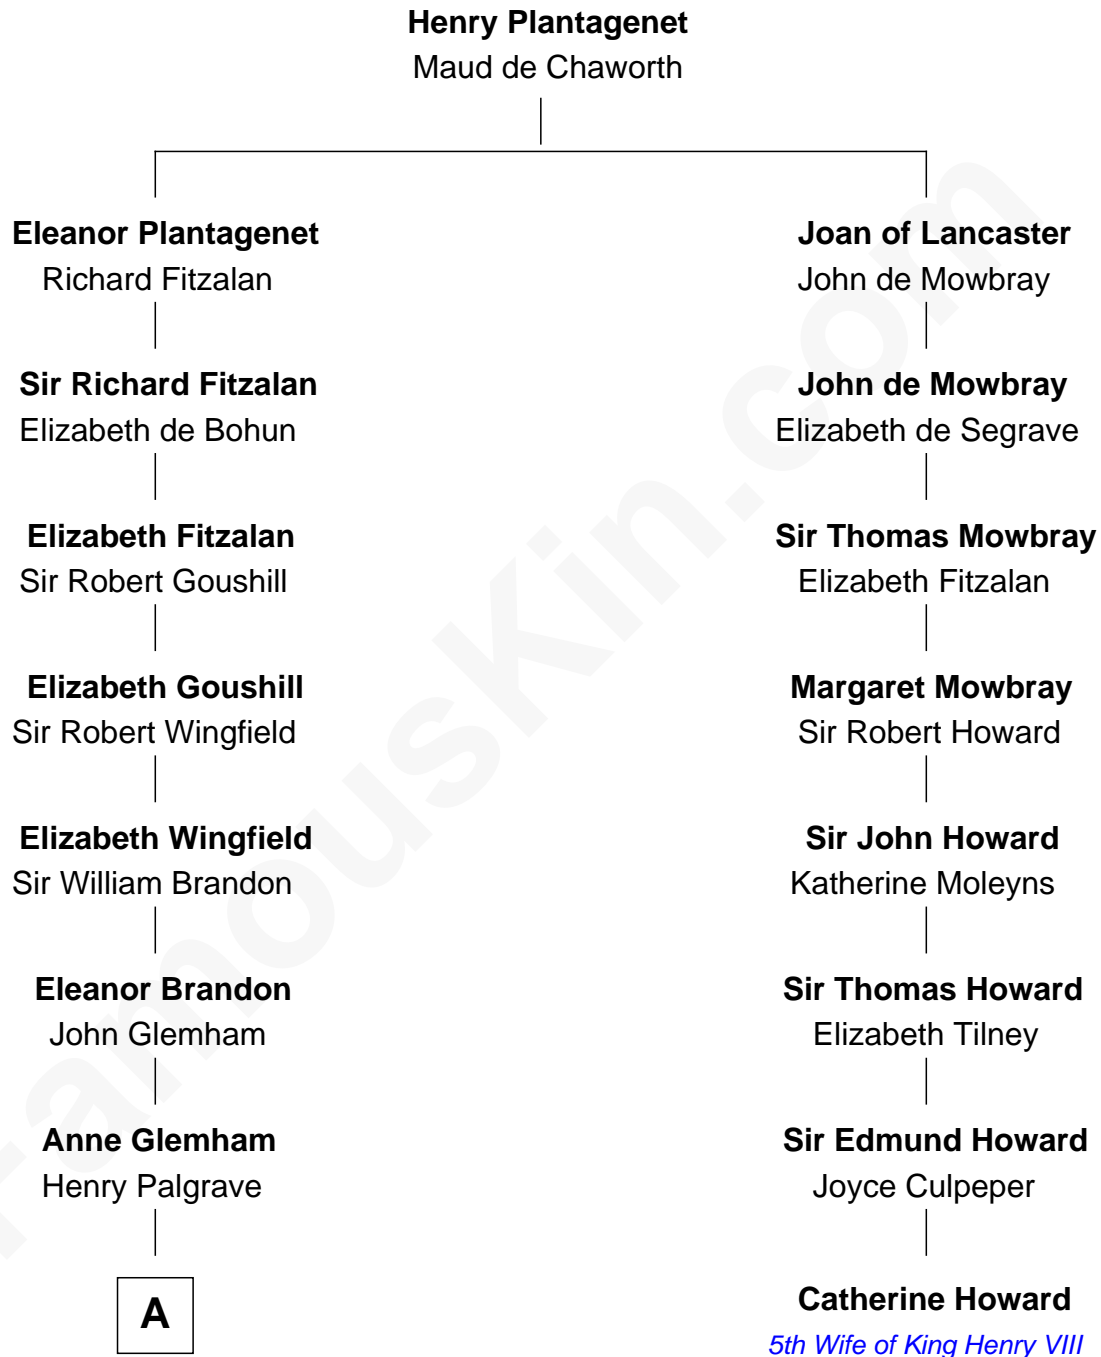 Henry Plantagenet
Maud de Chaworth
Eleanor Plantagenet
Richard Fitzalan
Sir Richard Fitzalan
Elizabeth de Bohun
Elizabeth Fitzalan
Sir Robert Goushill
Elizabeth Goushill
Sir Robert Wingfield
Elizabeth Wingfield
Sir William Brandon
Eleanor Brandon
John Glemham
Anne Glemham
Henry Palgrave
A
Joan of Lancaster
John de Mowbray
John de Mowbray
Elizabeth de Segrave
Sir Thomas Mowbray
Elizabeth Fitzalan
Margaret Mowbray
Sir Robert Howard
Sir John Howard
Katherine Moleyns
Sir Thomas Howard
Elizabeth Tilney
Sir Edmund Howard
Joyce Culpeper
Catherine Howard
5th Wife of King Henry VIII
FamousKin.com